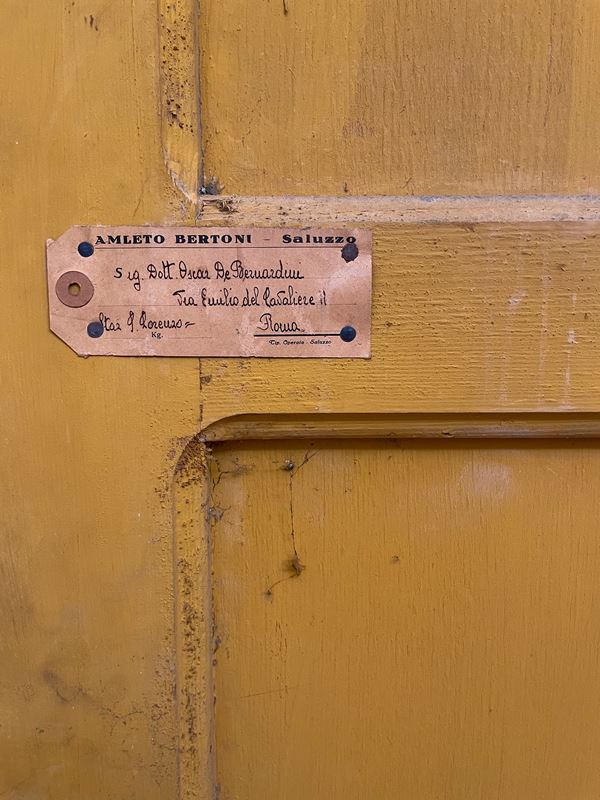 AMLETO BERTONI - Saluzzo
Sig. Dott. Oscar De Bernardini
Via Emilio del Cavaliere 11
Staz S. Lorenzo = Roma
Kg.
Tip. Operaia - Saluzzo